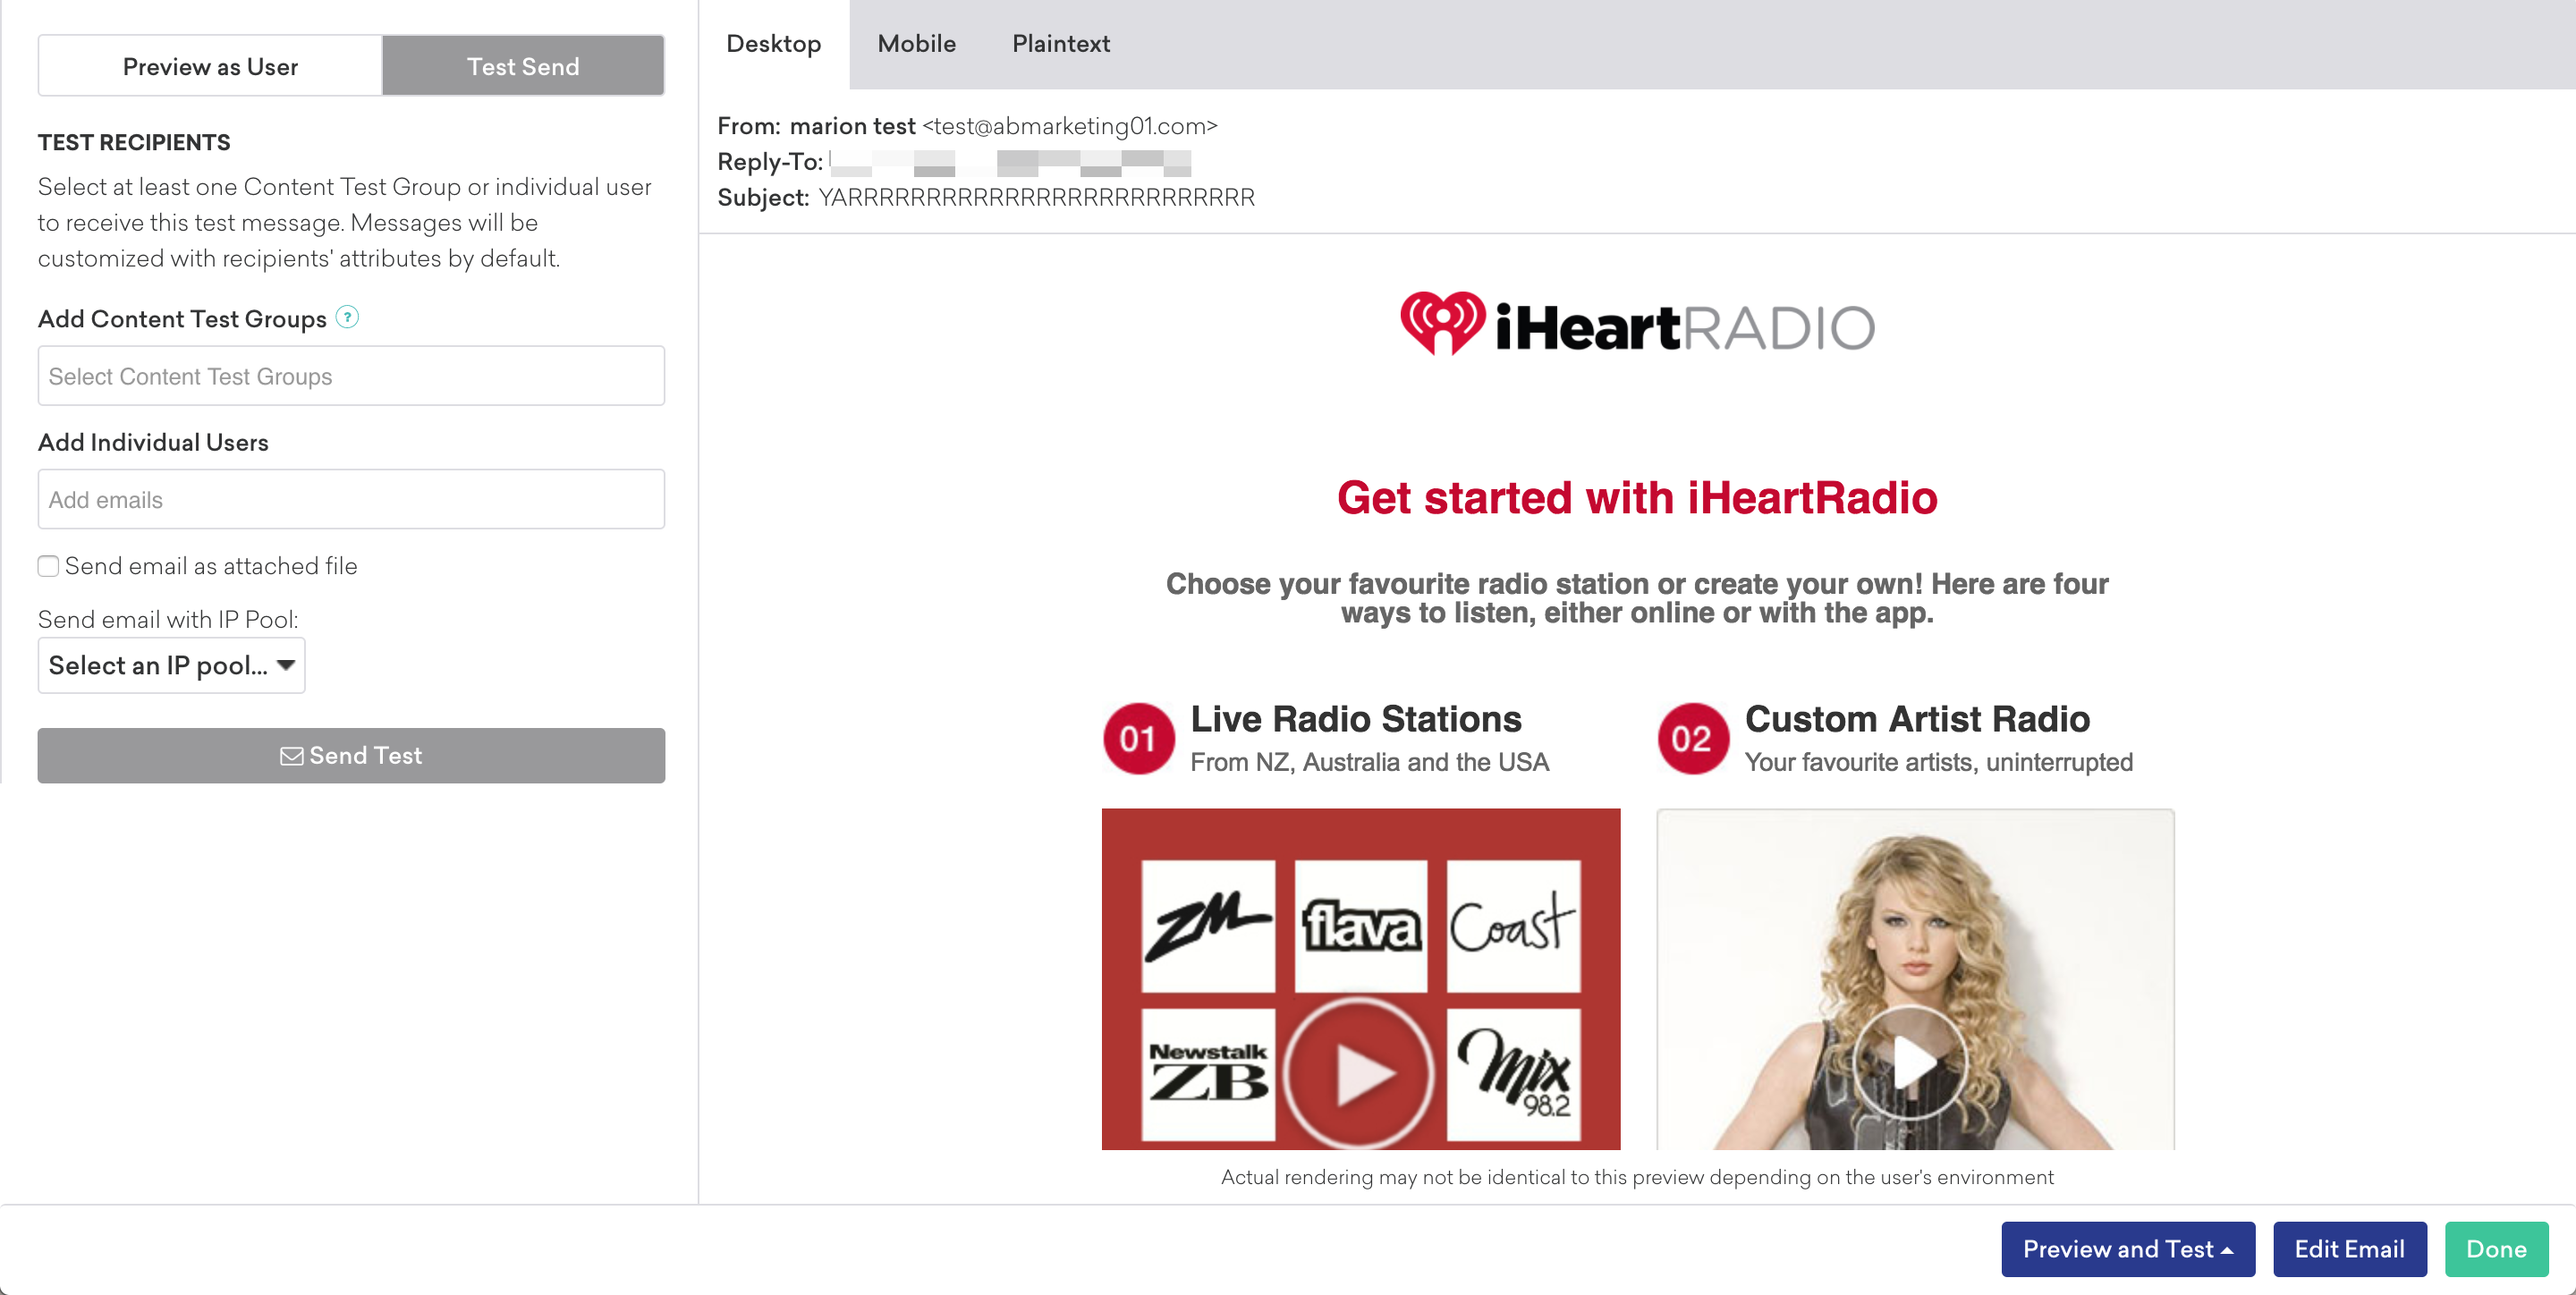 Preview as User
Test Send
TEST RECIPIENTS
Select at least one Content Test Group or individual user
to receive this test message. Messages will be
customized with recipients' attributes by default.
Add Content Test Groups ?
Select Content Test Groups
Add Individual Users
Add emails
Send email as attached file
Send email with IP Pool:
Select an IP pool...
Send Test
Desktop
Mobile
Plaintext
From: marion test <test@abmarketing01.com>
Reply-To:
Subject: YARRRRRRRRRRRRRRRRRRRRRRRRRR
iHeartRADIO
Get started with iHeartRadio
Choose your favourite radio station or create your own! Here are four
ways to listen, either online or with the app.
01 Live Radio Stations
From NZ, Australia and the USA
02 Custom Artist Radio
Your favourite artists, uninterrupted
ZM
flava
Coast
Newstalk
ZB
Mix
98.2
Actual rendering may not be identical to this preview depending on the user's environment
Preview and Test
Edit Email
Done